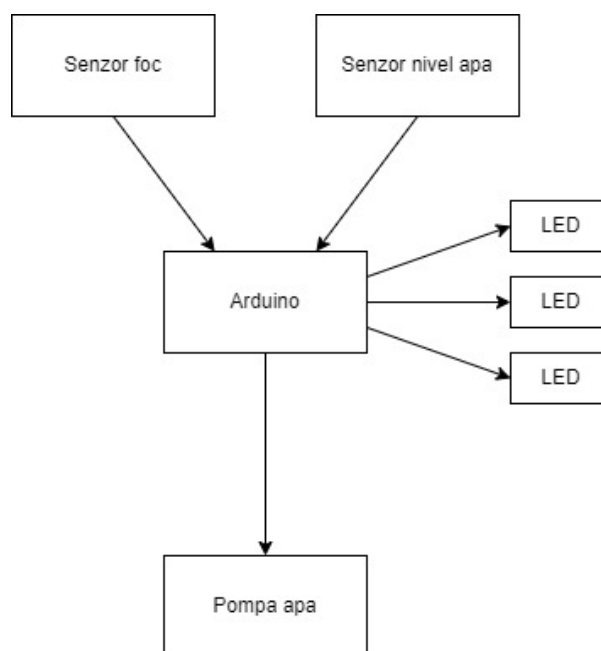 Senzor foc
Senzor nivel apa
LED
Arduino
LED
LED
Pompa apa